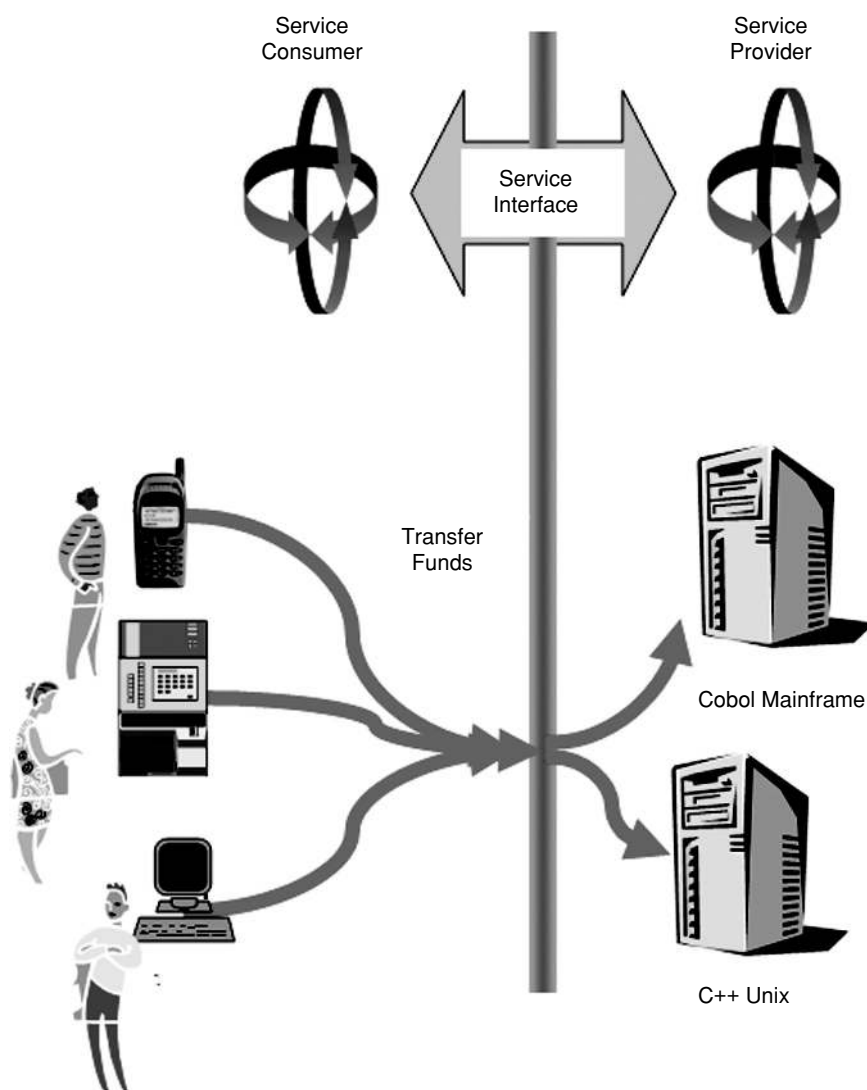 Service
Consumer
Service
Provider
Service
Interface
Transfer
Funds
Cobol Mainframe
C++ Unix